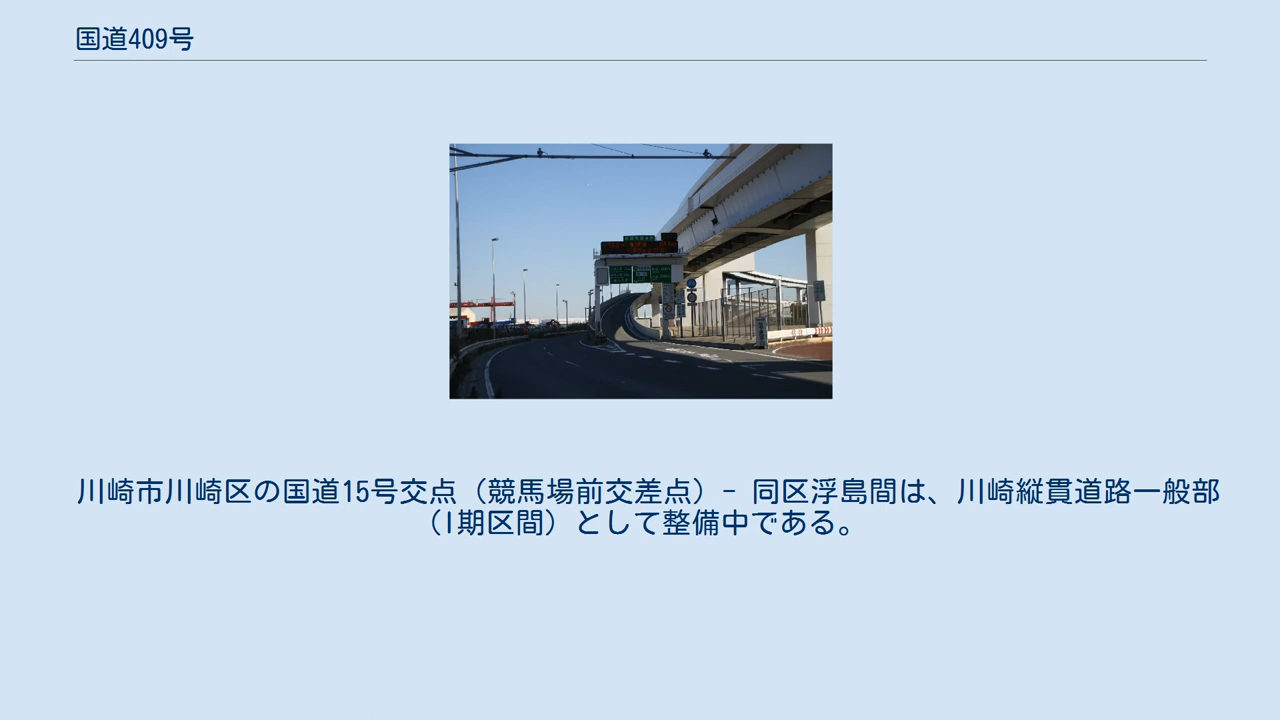 国道409号
川崎市川崎区の国道15号交点（競馬場前交差点）- 同区浮島間は、川崎縦貫道路一般部
（I期区間）として整備中である。